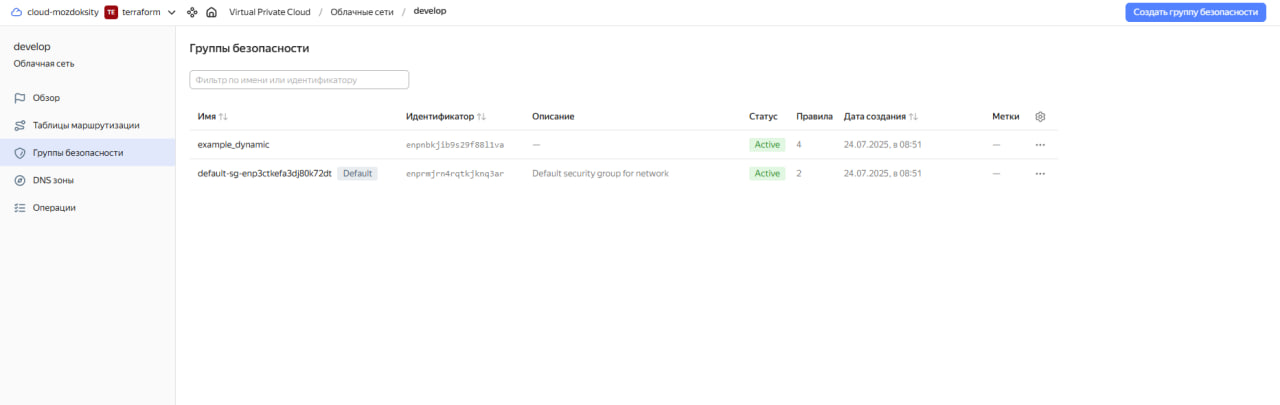 cloud-mozdoksity TE terraform Virtual Private Cloud / Облачные сети / develop Создать группу безопасности
develop
Облачная сеть
Обзор
Таблицы маршрутизации
Группы безопасности
DNS зоны
Операции
Группы безопасности
Фильтр по имени или идентификатору
Имя Идентификатор Описание Статус Правила Дата создания Метки
example_dynamic enpnbkjib9s29f88l1va — Active 4 24.07.2025, в 08:51 —
default-sg-enp3ctkefa3dj80k72dt Default enprmjrn4rqtkjknq3ar Default security group for network Active 2 24.07.2025, в 08:51 —